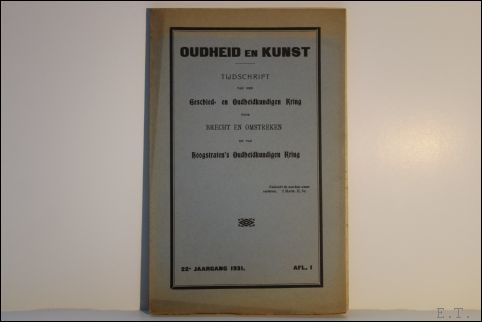 OUDHEID EN KUNST
TIJDSCHRIFT
VAN DEN
Geschied- en Oudheidkundigen Kring
VOOR
BRECHT EN OMSTREKEN
EN VAN
Hoogstraten's Oudheidkundigen Kring
22e JAARGANG 1931. AFL. 1
E.T.